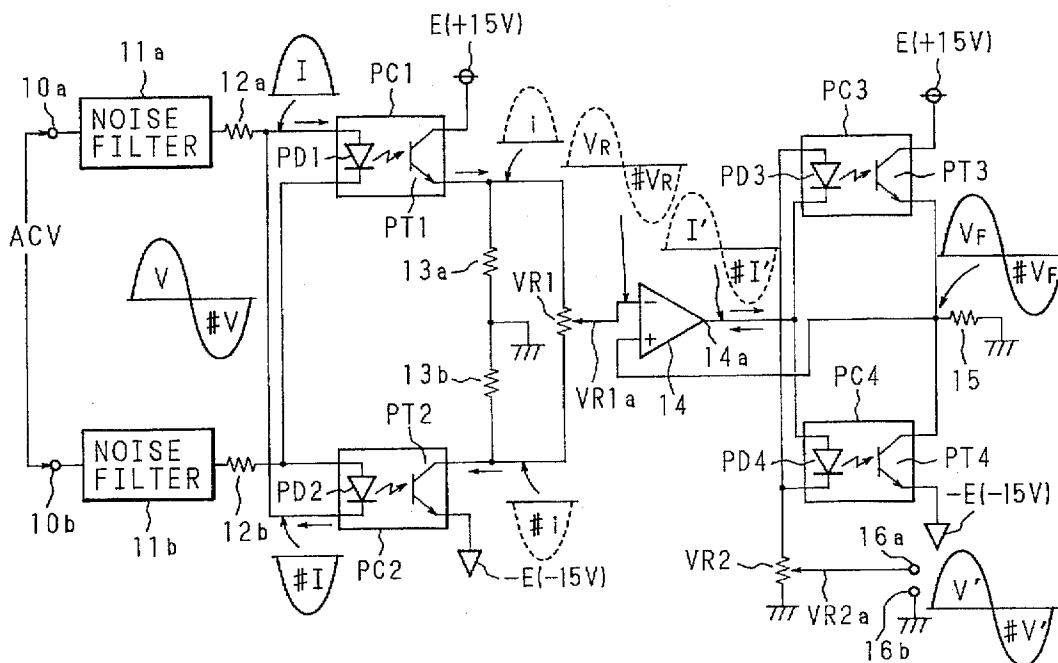 E(+15V)
11a
I
PC1
10a
12a
NOISE
FILTER
PD1
PT1
i
VR
#VR
E(+15V)
PC3
PD3
PT3
ACV
V
#V
13a
VR1
I'
#I'
VF
#VF
14a
15
13b
VR1a
14
PT2
PC4
NOISE
FILTER
PD2
PD4
PT4
10b
11b
12b
#I
PC2
#i
-E(-15V)
-E(-15V)
16a
VR2
VR2a
16b
V'
#V'